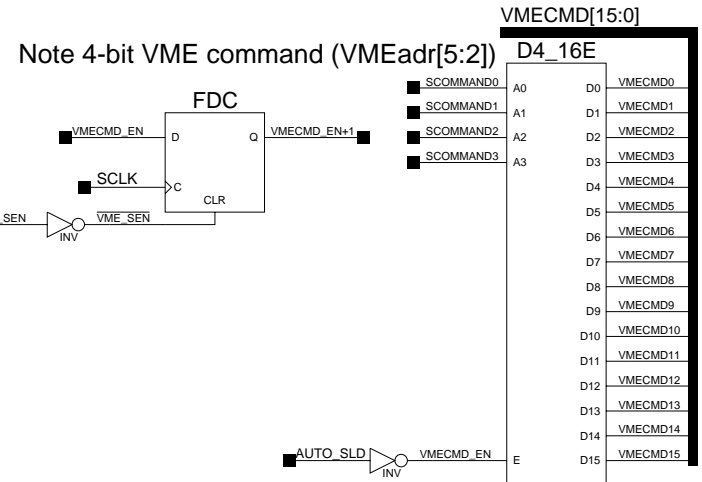 VMECMD[15:0]
Note 4-bit VME command (VMEadr[5:2])
D4_16E
SCOMMAND0
A0
D0
VMECMD0
FDC
SCOMMAND1
A1
D1
VMECMD1
VMECMD_EN
D
Q
VMECMD_EN+1
SCOMMAND2
A2
D2
VMECMD2
SCOMMAND3
A3
D3
VMECMD3
SCLK
C
D4
VMECMD4
CLR
D5
VMECMD5
_SEN
INV
VME_SEN
D6
VMECMD6
D7
VMECMD7
D8
VMECMD8
D9
VMECMD9
D10
VMECMD10
D11
VMECMD11
D12
VMECMD12
D13
VMECMD13
D14
VMECMD14
AUTO_SLD
INV
VMECMD_EN
E
D15
VMECMD15